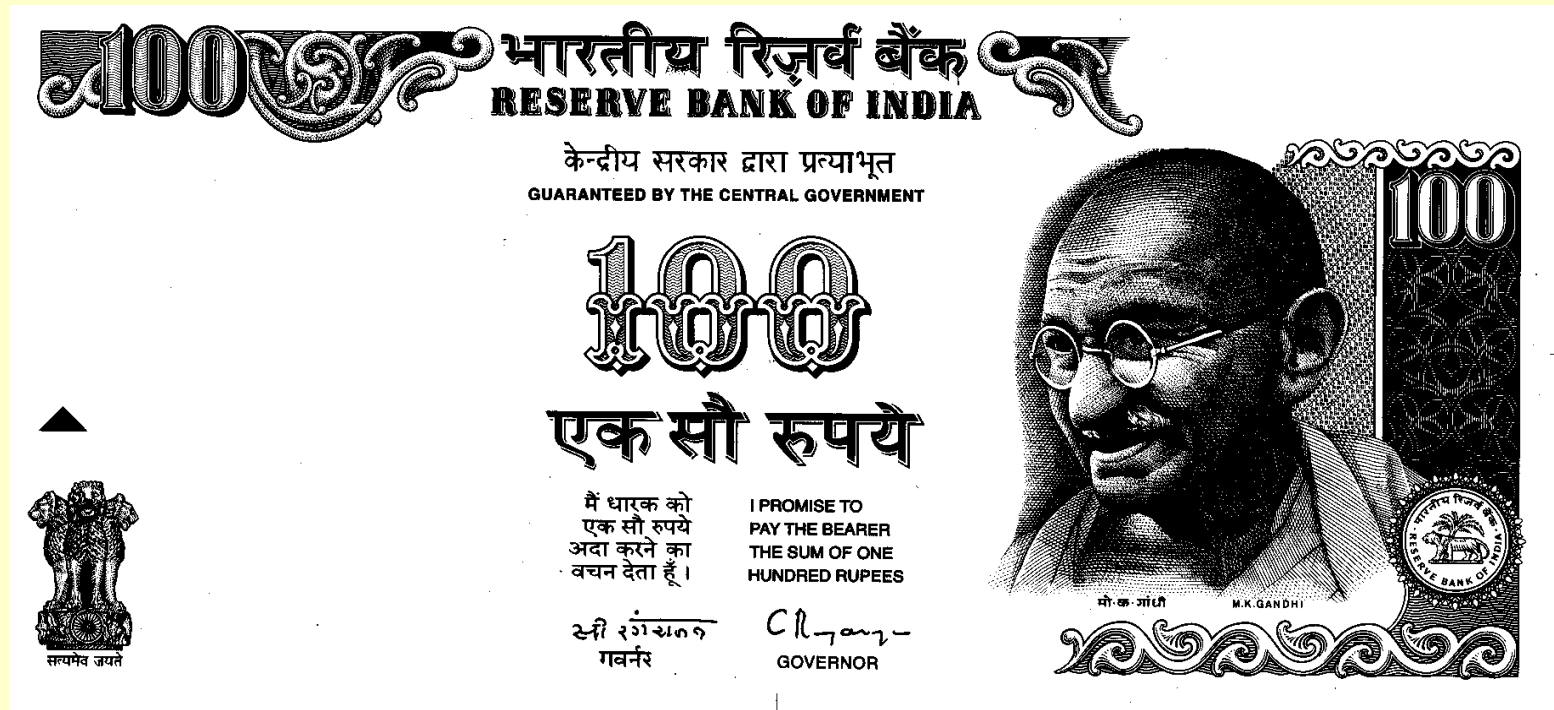 100
भारतीय रिज़र्व बैंक
RESERVE BANK OF INDIA
केन्द्रीय सरकार द्वारा प्रत्याभूत
GUARANTEED BY THE CENTRAL GOVERNMENT
100
100
एक सौ रुपये
मैं धारक को
एक सौ रुपये
अदा करने का
वचन देता हूँ।
I PROMISE TO
PAY THE BEARER
THE SUM OF ONE
HUNDRED RUPEES
गवर्नर
GOVERNOR
सत्यमेव जयते
मो॰क॰गांधी
M.K.GANDHI
भारतीय रिज़र्व बैंक
RESERVE BANK OF INDIA